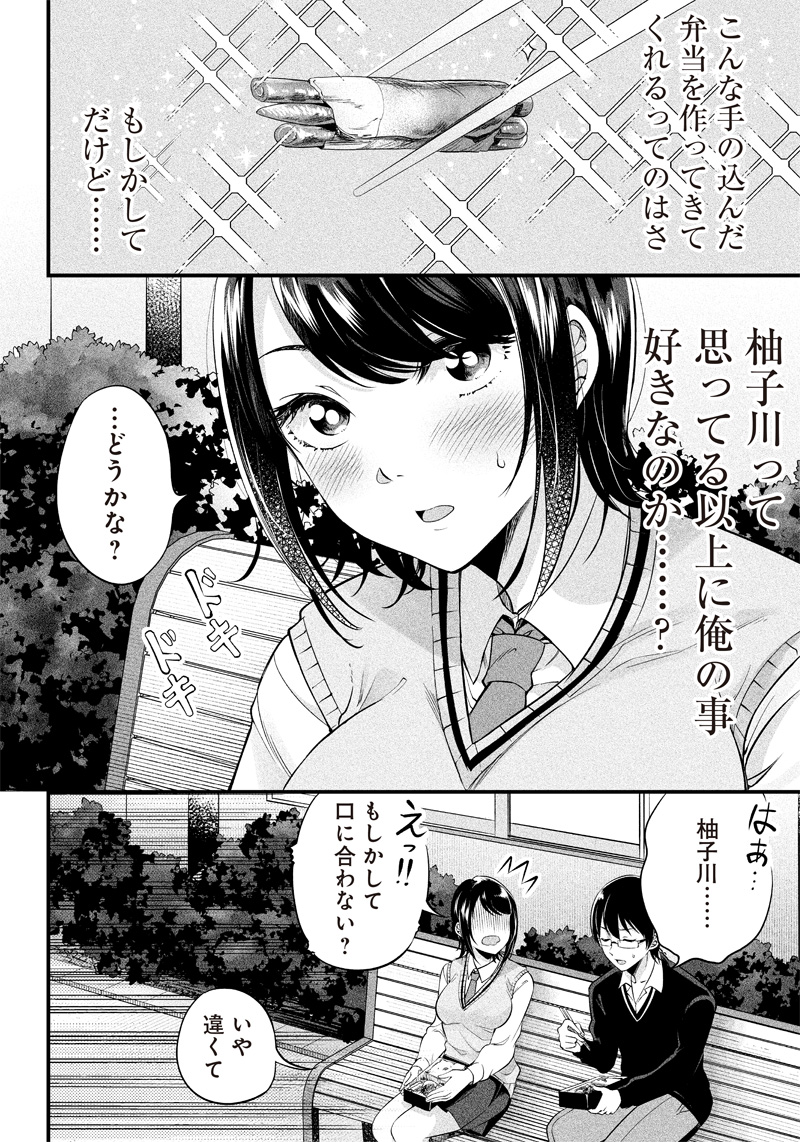 こんな手の込んだ
弁当を作ってきて
くれるってのはさ
もしかして
だけど……
柚子川って
思ってる以上に俺の事
好きなのか……？
…どうかな？
ドキ
ドキ
はぁ…
柚子川……
えっ!!
もしかして
口に合わない？
いや
違くて